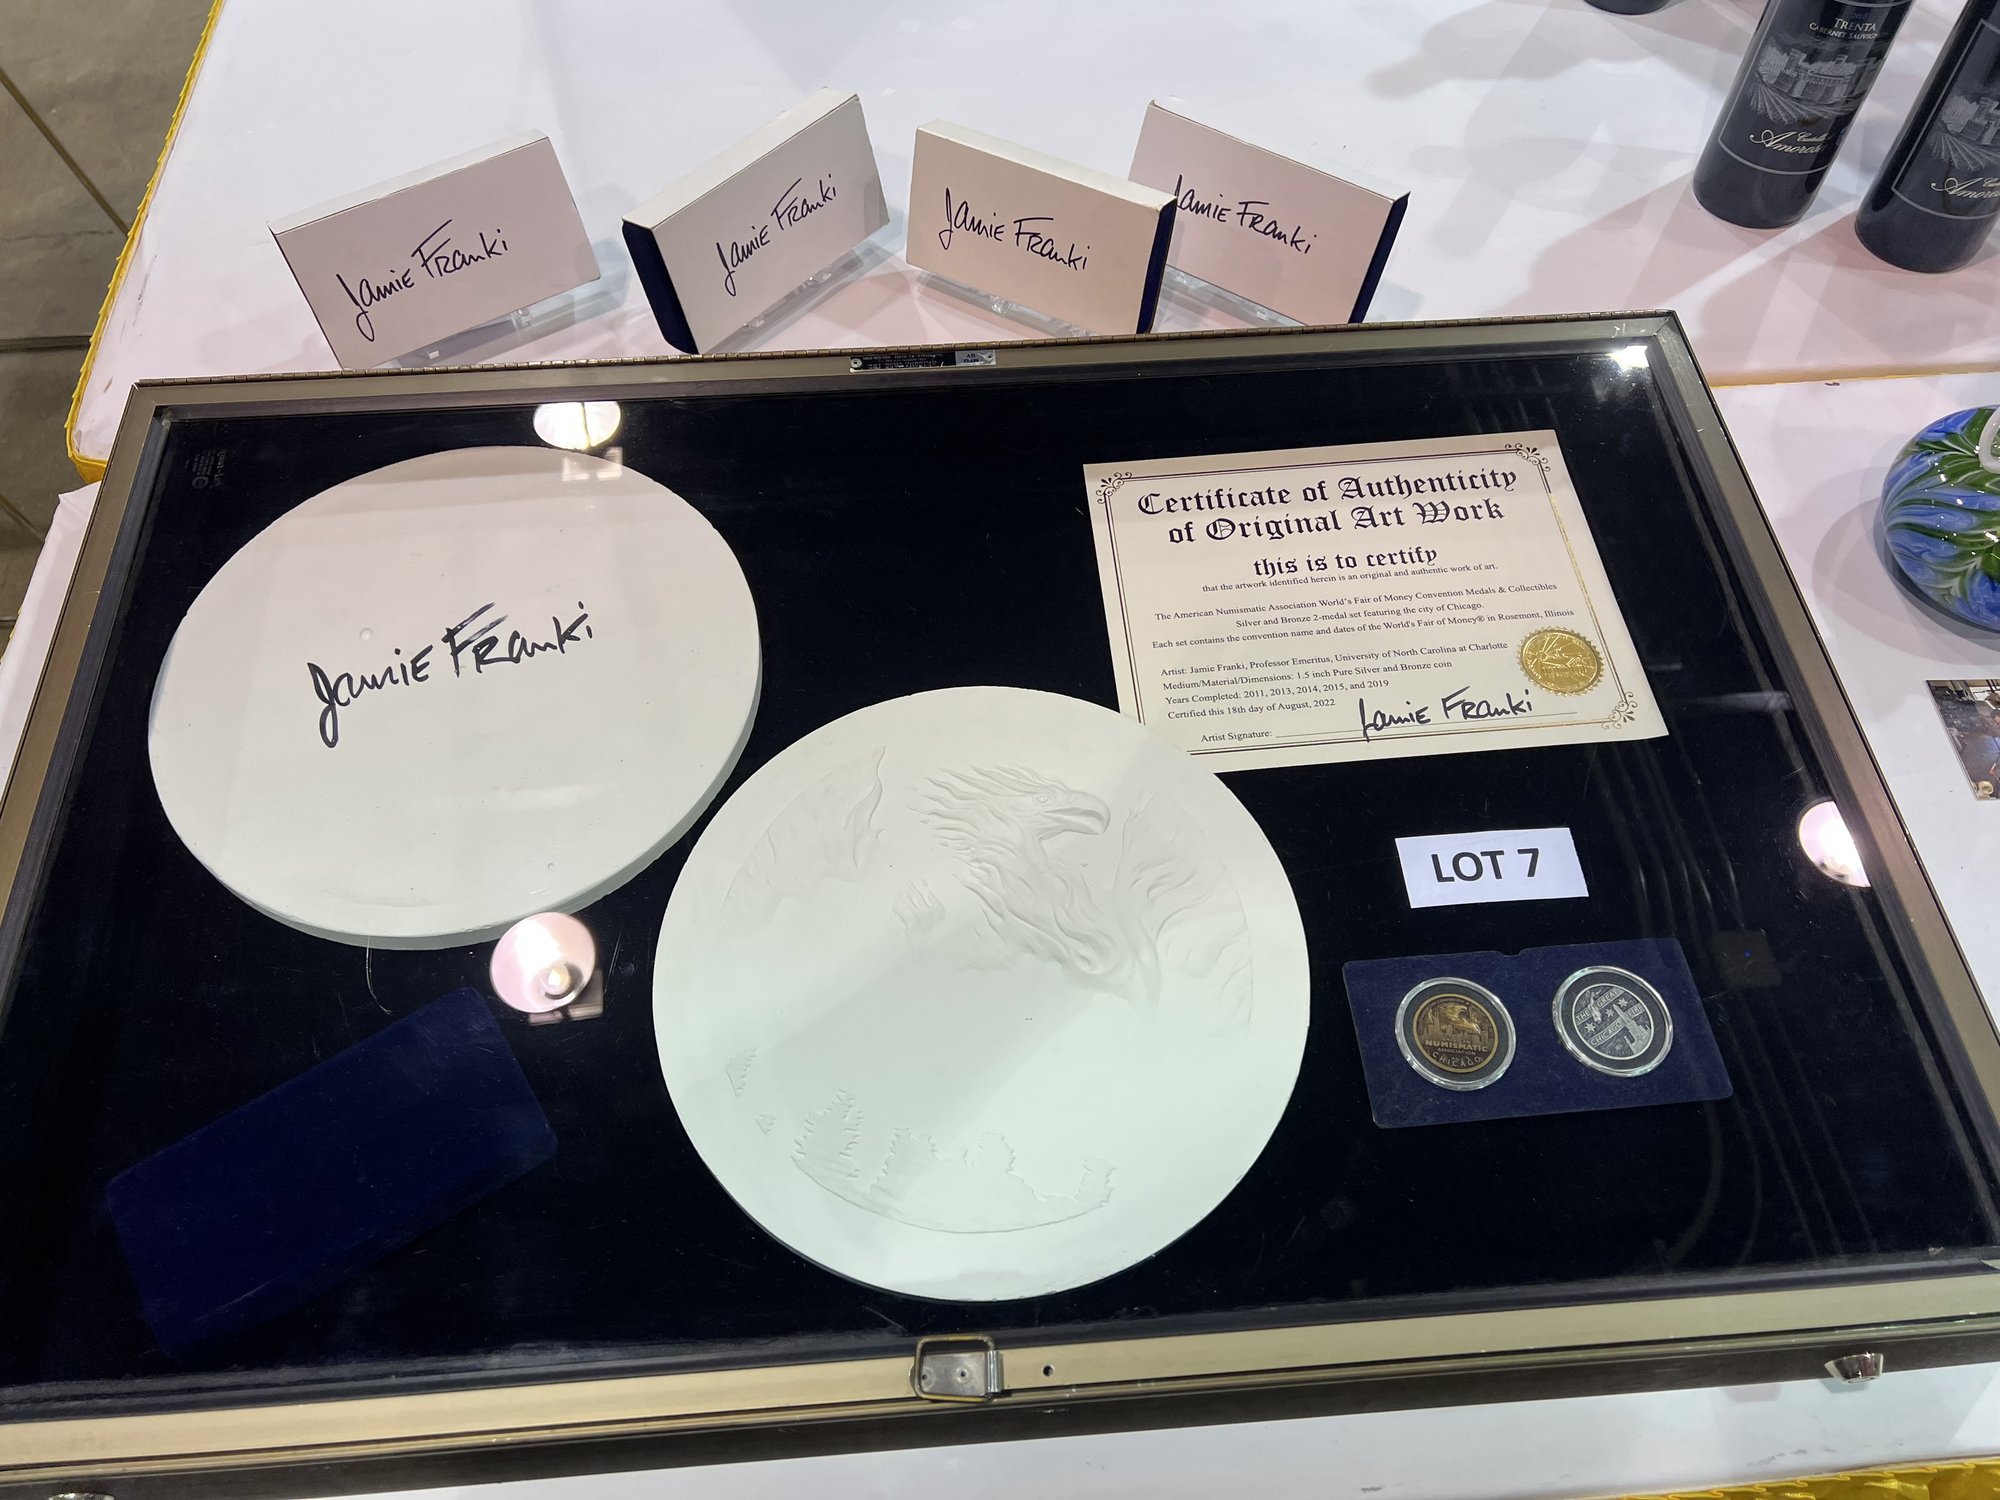 TRENTA
CABERNET SAUVIGN
Amorosa
Amoro
Jamie Franki
Jamie Franki
Jamie Franki
Jamie Franki
Jamie Franki
Certificate of Authenticity
of Original Art Work
this is to certify
that the artwork identified herein is an original and authentic work of art.
The American Numismatic Association World's Fair of Money Convention Medals & Collectibles
Silver and Bronze 2-medal set featuring the city of Chicago.
Each set contains the convention name and dates of the World's Fair of Money® in Rosemont, Illinois
Artist: Jamie Franki, Professor Emeritus, University of North Carolina at Charlotte
Medium/Material/Dimensions: 1.5 inch Pure Silver and Bronze coin
Years Completed: 2011, 2013, 2014, 2015, and 2019
Certified this 18th day of August, 2022
Artist Signature: Jamie Franki
LOT 7
NUMISMATIC
ASSOCIATION
CHICAGO
THE GREAT
CHICAGO FIRE